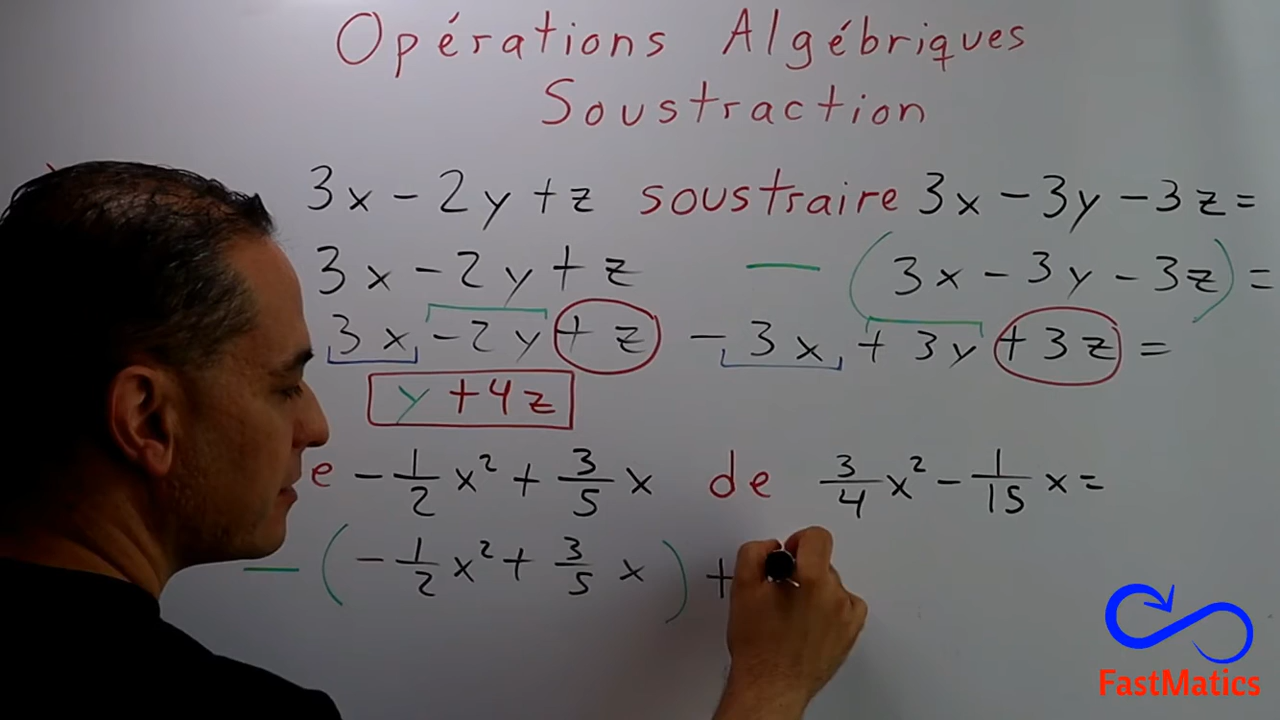 Opérations Algébriques
Soustraction
3x - 2y + z soustraire 3x - 3y - 3z =
3x - 2y + z - (3x - 3y - 3z) =
3x - 2y + z - 3x + 3y + 3z =
y + 4z
e - 1/2 x² + 3/5 x de 3/4 x² - 1/15 x =
- (- 1/2 x² + 3/5 x) +
FastMatics